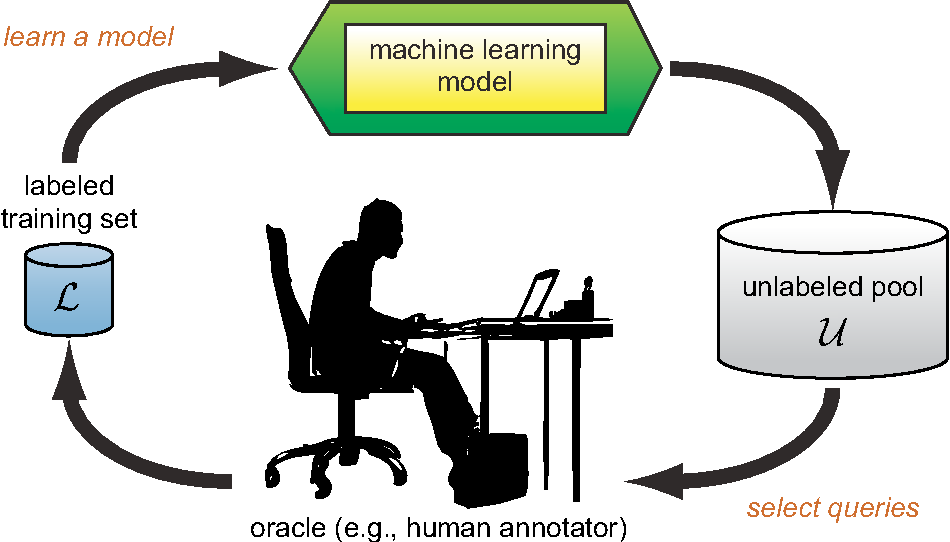 learn a model
machine learning
model
labeled
training set
ℒ
unlabeled pool
𝒰
oracle (e.g., human annotator)
select queries